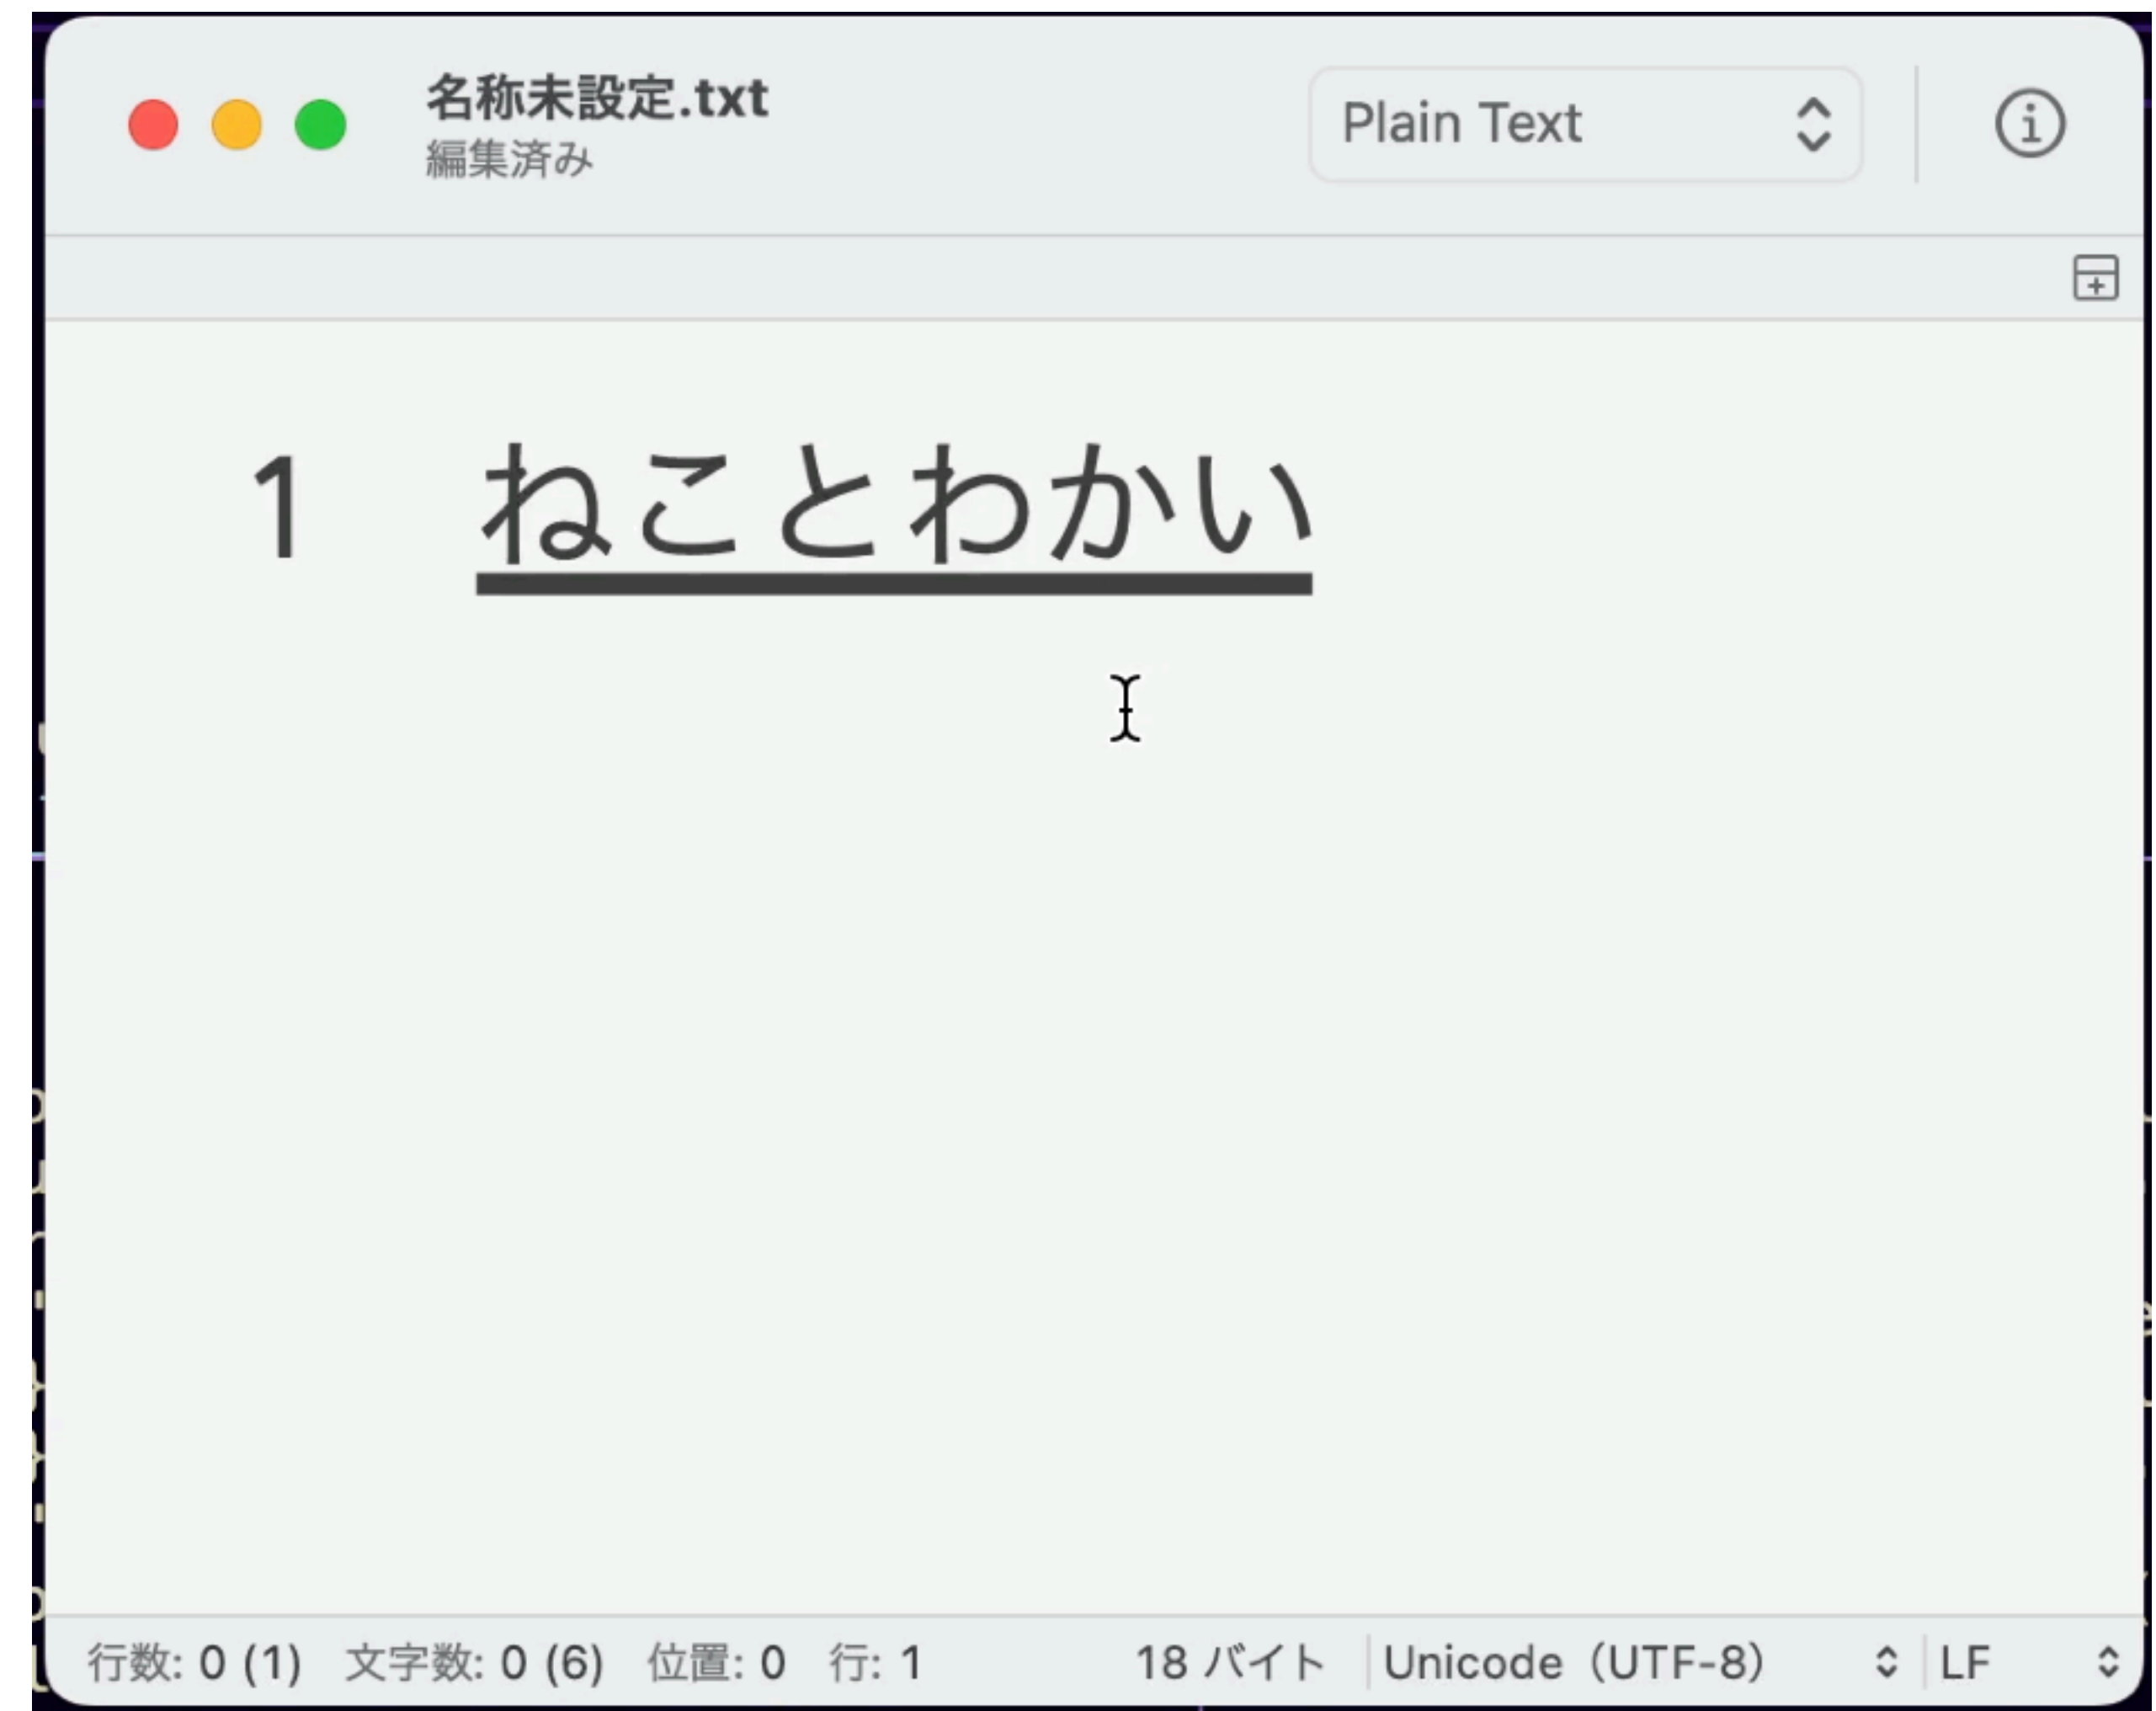 名称未設定.txt
編集済み
Plain Text
1 ねことわかい
行数: 0 (1) 文字数: 0 (6) 位置: 0 行: 1 18 バイト Unicode（UTF-8） LF